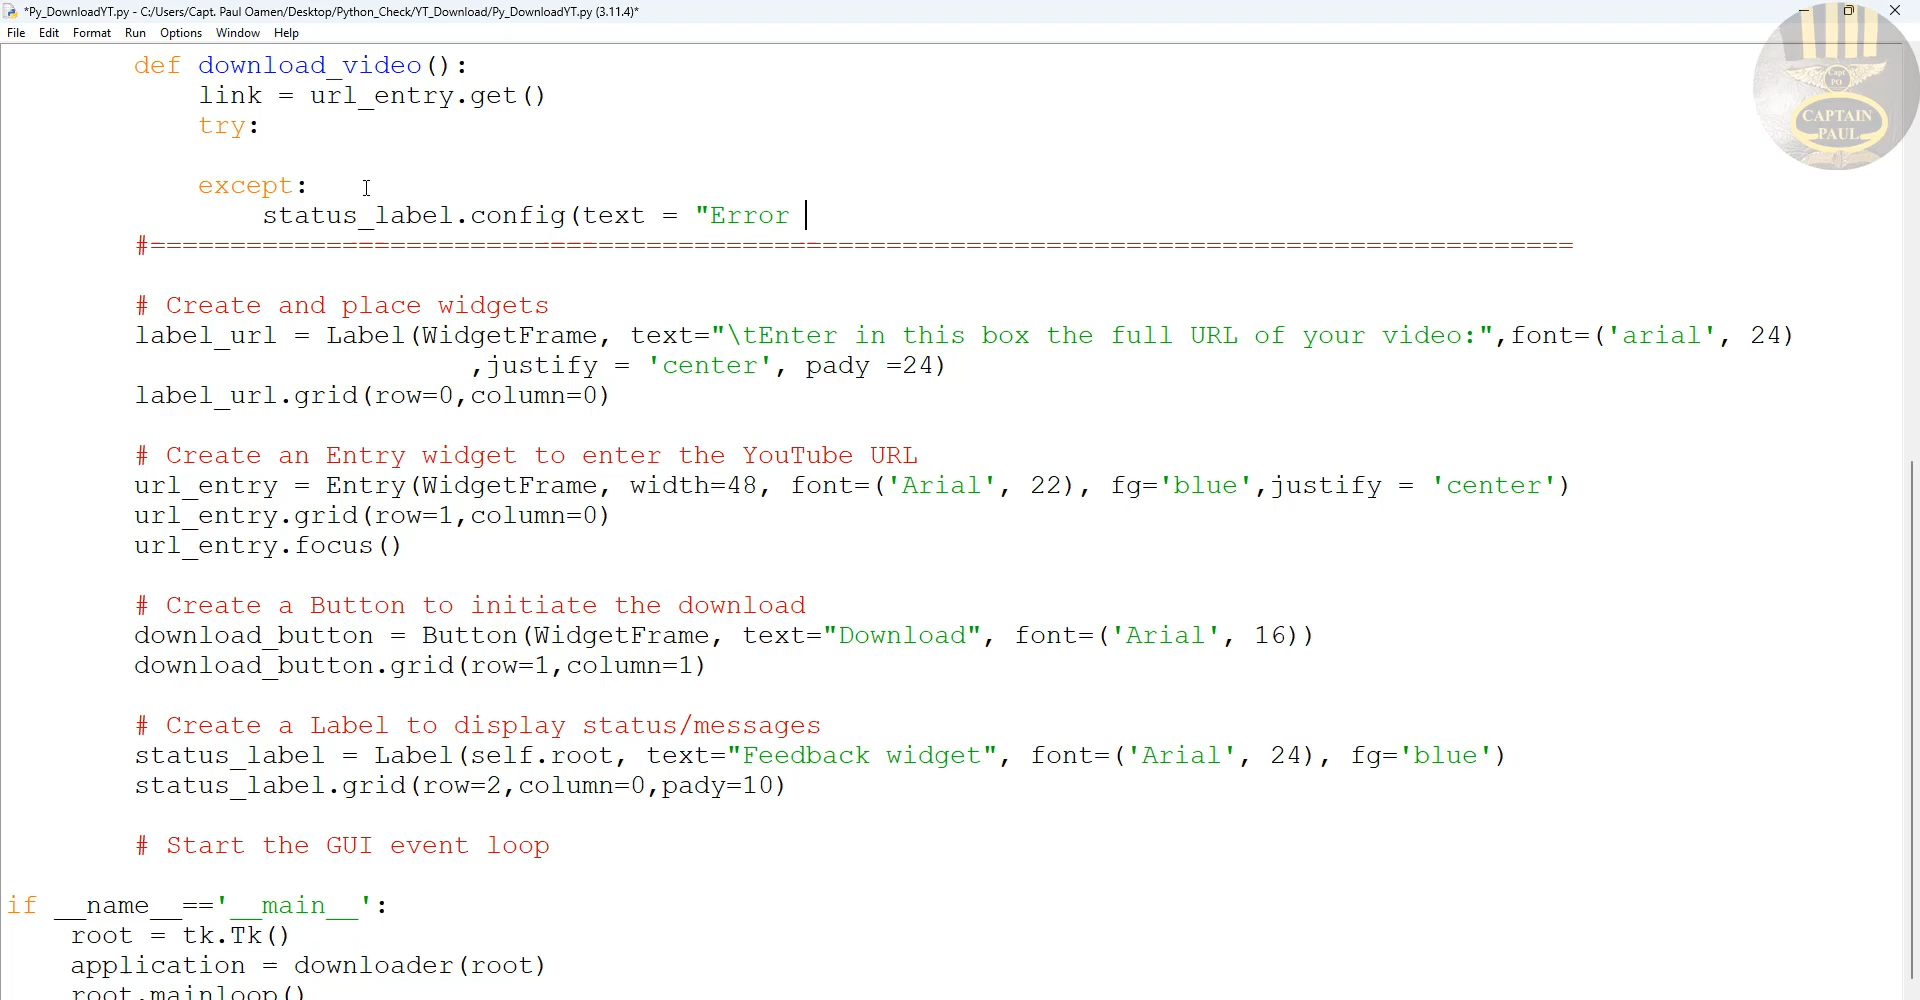 *Py_DownloadYT.py - C:/Users/Capt. Paul Oamen/Desktop/Python_Check/YT_Download/Py_DownloadYT.py (3.11.4)*
File Edit Format Run Options Window Help
def download_video():
link = url_entry.get()
try:
except:
status_label.config(text = "Error
#=========================================================================================
# Create and place widgets
label_url = Label(WidgetFrame, text="\tEnter in this box the full URL of your video:",font=('arial', 24)
,justify = 'center', pady =24)
label_url.grid(row=0,column=0)
# Create an Entry widget to enter the YouTube URL
url_entry = Entry(WidgetFrame, width=48, font=('Arial', 22), fg='blue',justify = 'center')
url_entry.grid(row=1,column=0)
url_entry.focus()
# Create a Button to initiate the download
download_button = Button(WidgetFrame, text="Download", font=('Arial', 16))
download_button.grid(row=1,column=1)
# Create a Label to display status/messages
status_label = Label(self.root, text="Feedback widget", font=('Arial', 24), fg='blue')
status_label.grid(row=2,column=0,pady=10)
# Start the GUI event loop
if __name__=='__main__':
root = tk.Tk()
application = downloader(root)
root.mainloop()
Capt
PO
CAPTAIN
PAUL